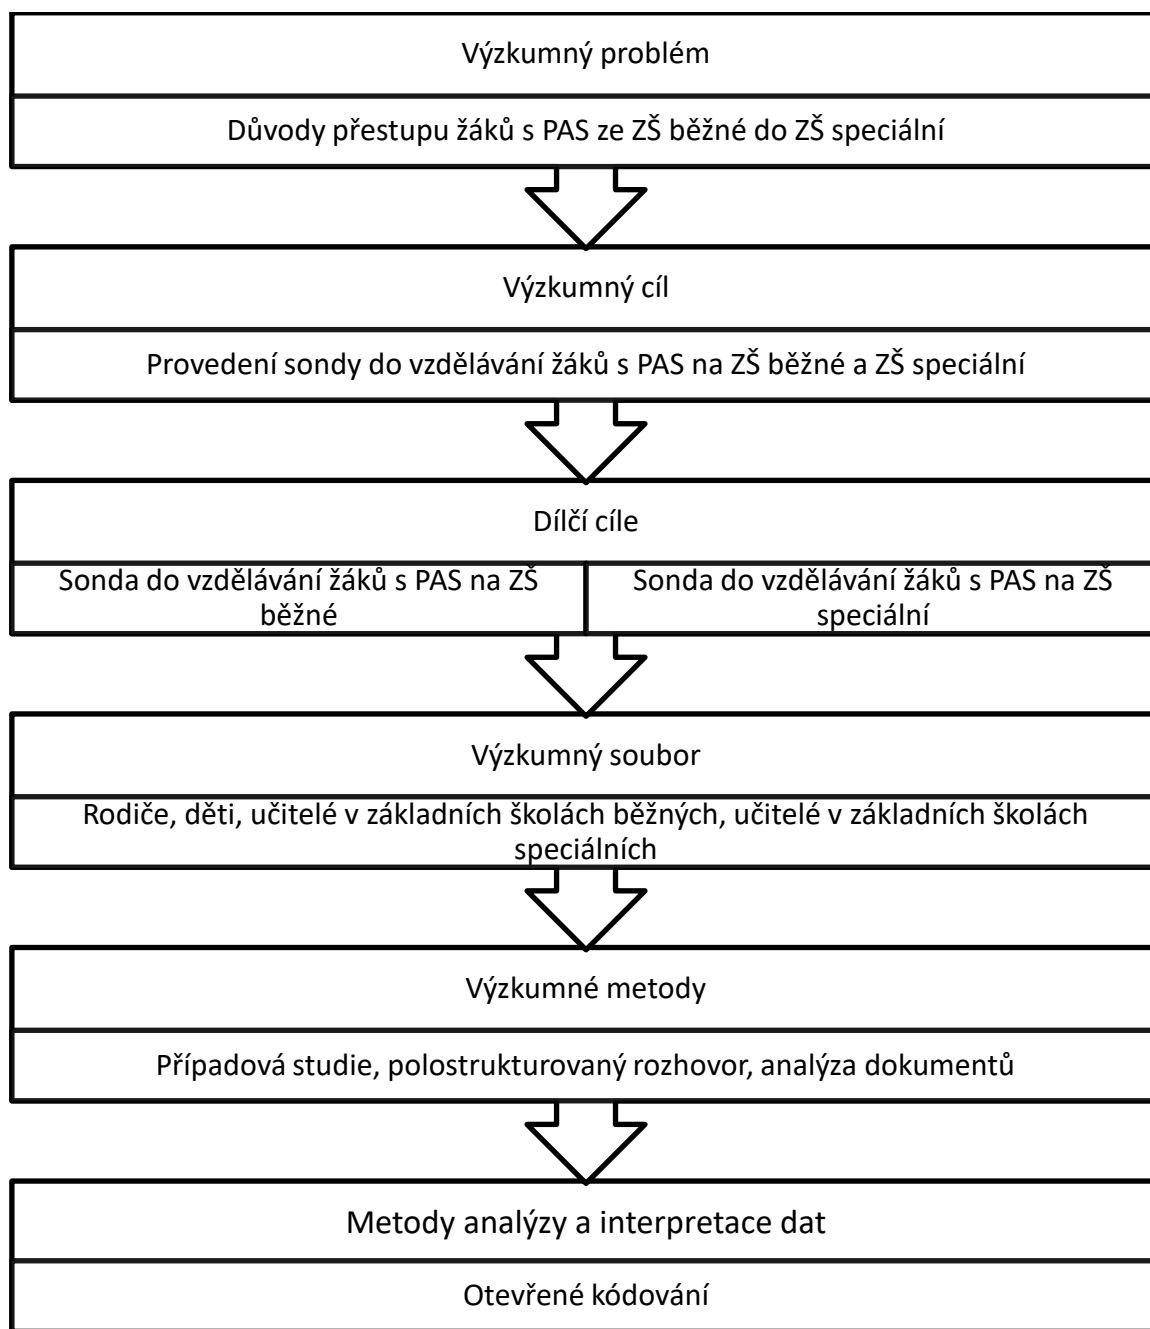 Výzkumný problém
Důvody přestupu žáků s PAS ze ZŠ běžné do ZŠ speciální
Výzkumný cíl
Provedení sondy do vzdělávání žáků s PAS na ZŠ běžné a ZŠ speciální
Dílčí cíle
Sonda do vzdělávání žáků s PAS na ZŠ
běžné
Sonda do vzdělávání žáků s PAS na ZŠ
speciální
Výzkumný soubor
Rodiče, děti, učitelé v základních školách běžných, učitelé v základních školách
speciálních
Výzkumné metody
Případová studie, polostrukturovaný rozhovor, analýza dokumentů
Metody analýzy a interpretace dat
Otevřené kódování